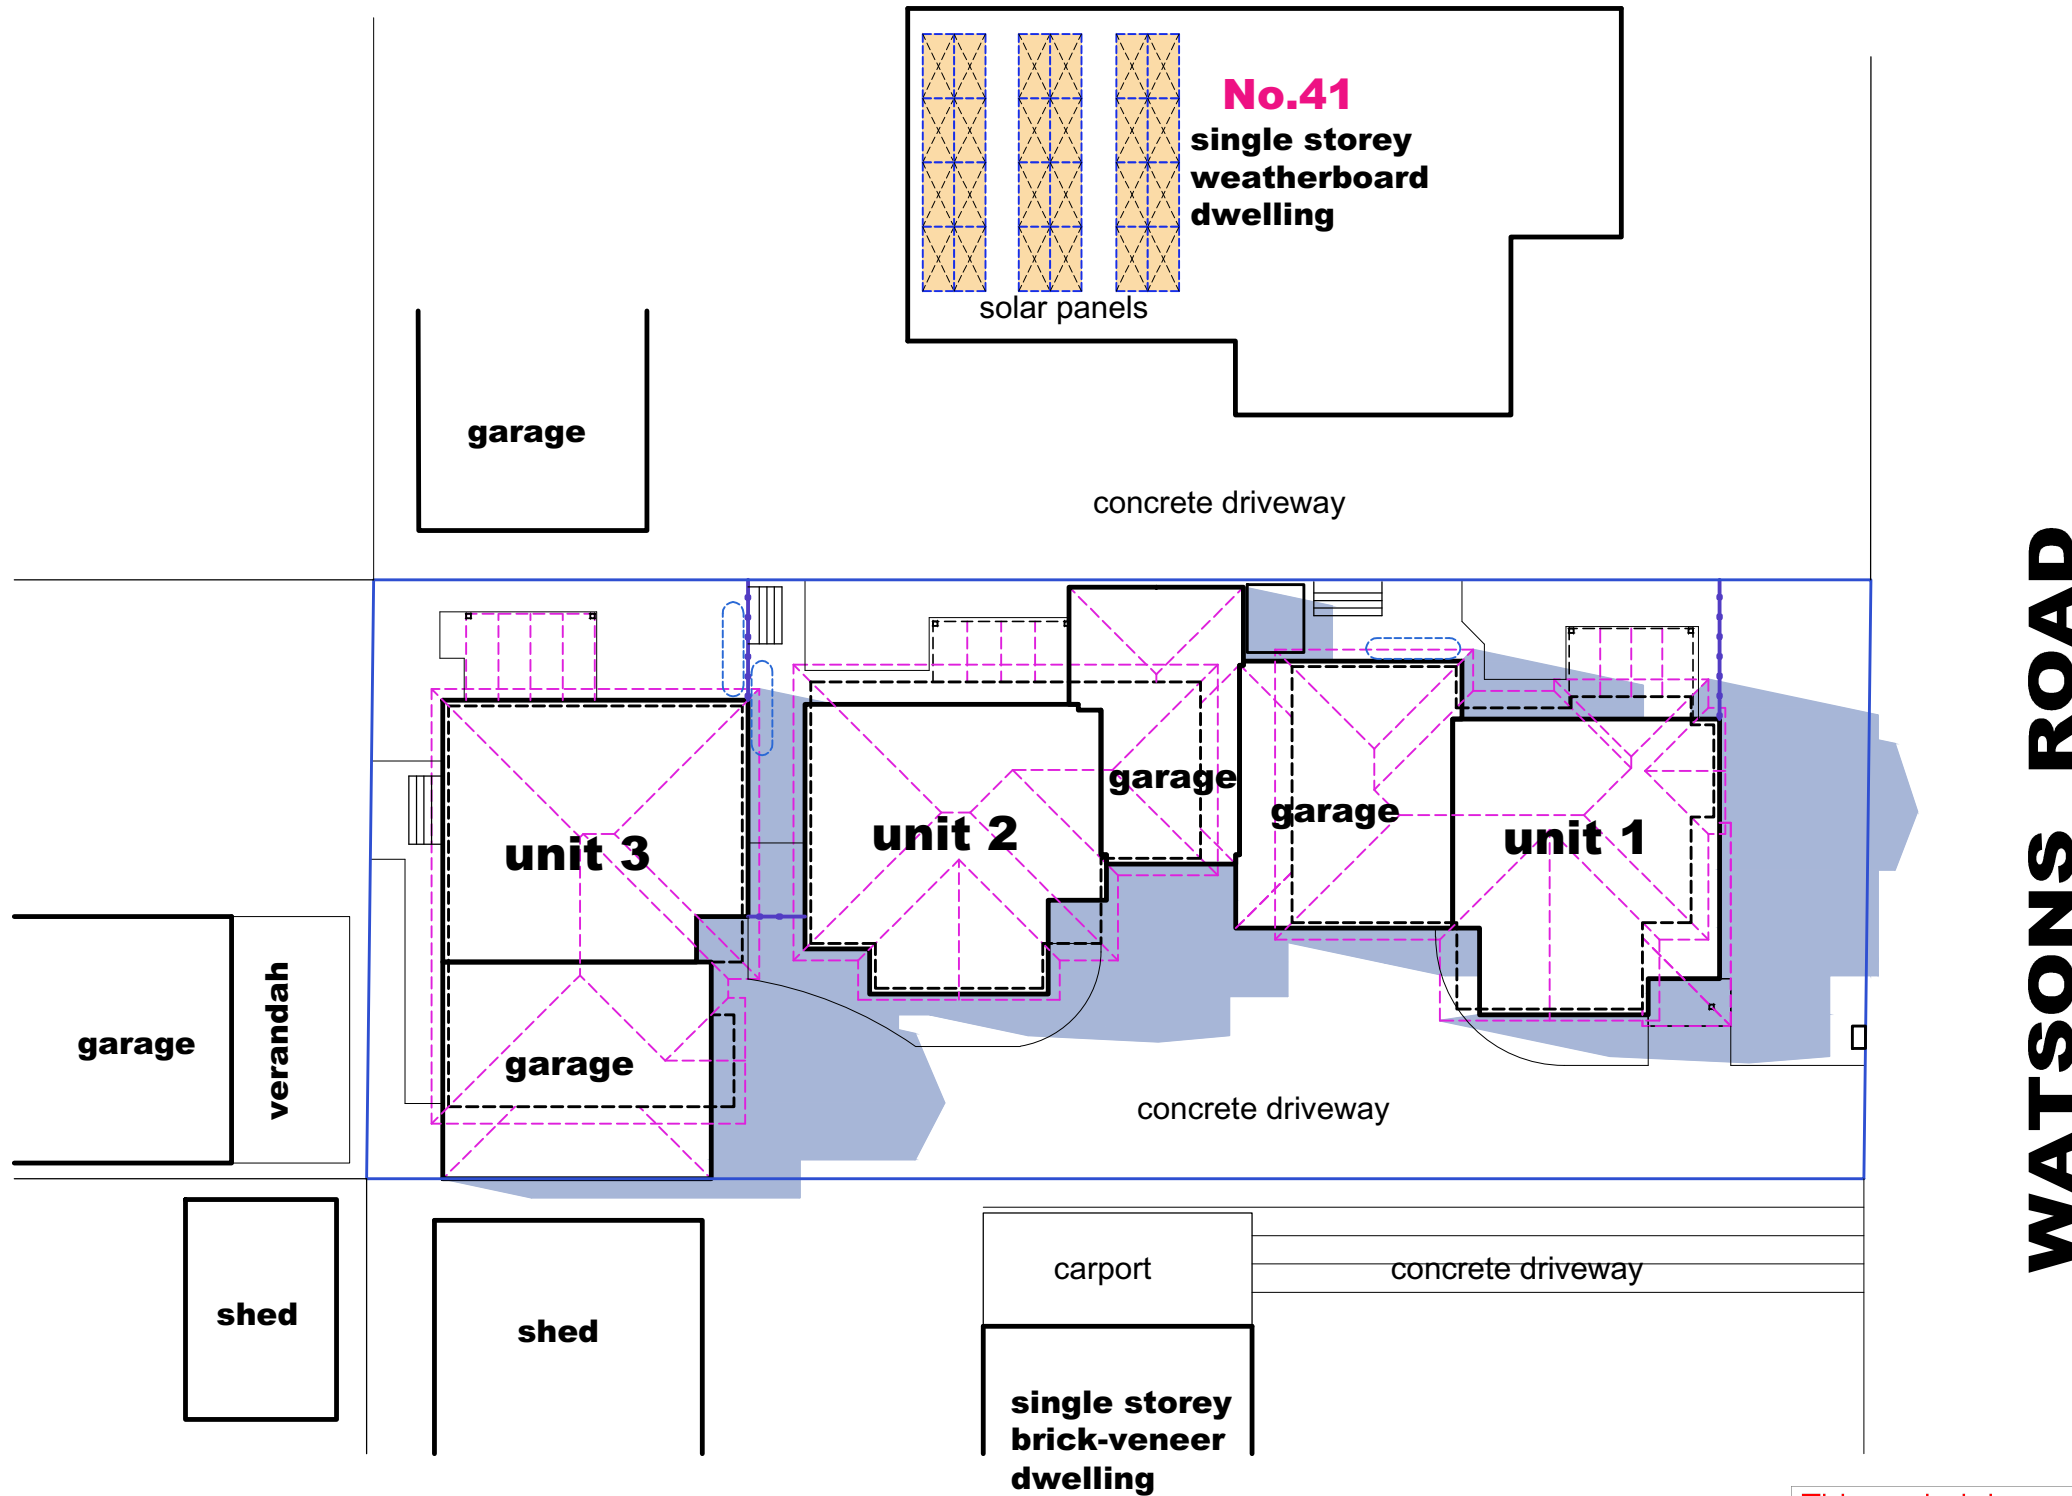 No.41
single storey
weatherboard
dwelling
solar panels
garage
concrete driveway
WATSONS ROAD
garage
garage
unit 1
unit 2
unit 3
garage
verandah
garage
concrete driveway
carport
concrete driveway
shed
shed
single storey
brick-veneer
dwelling